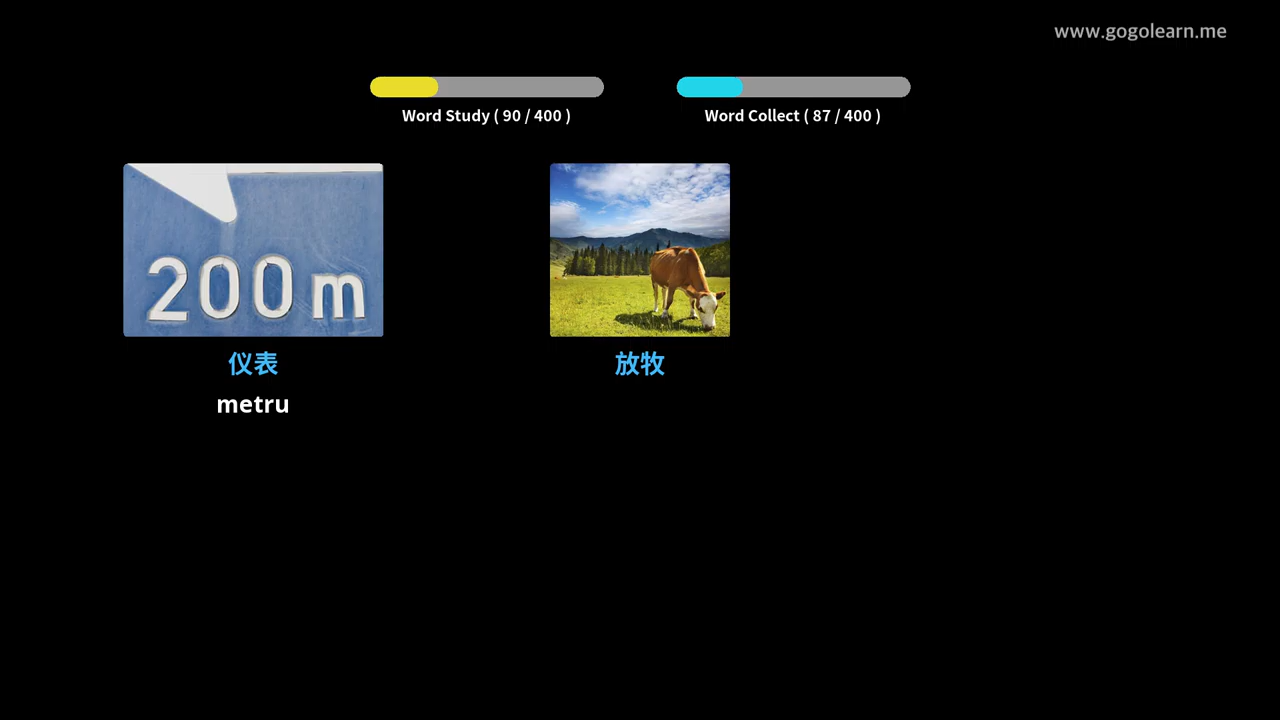 www.gogolearn.me
Word Study ( 90 / 400 )
Word Collect ( 87 / 400 )
200m
仪表
metru
放牧